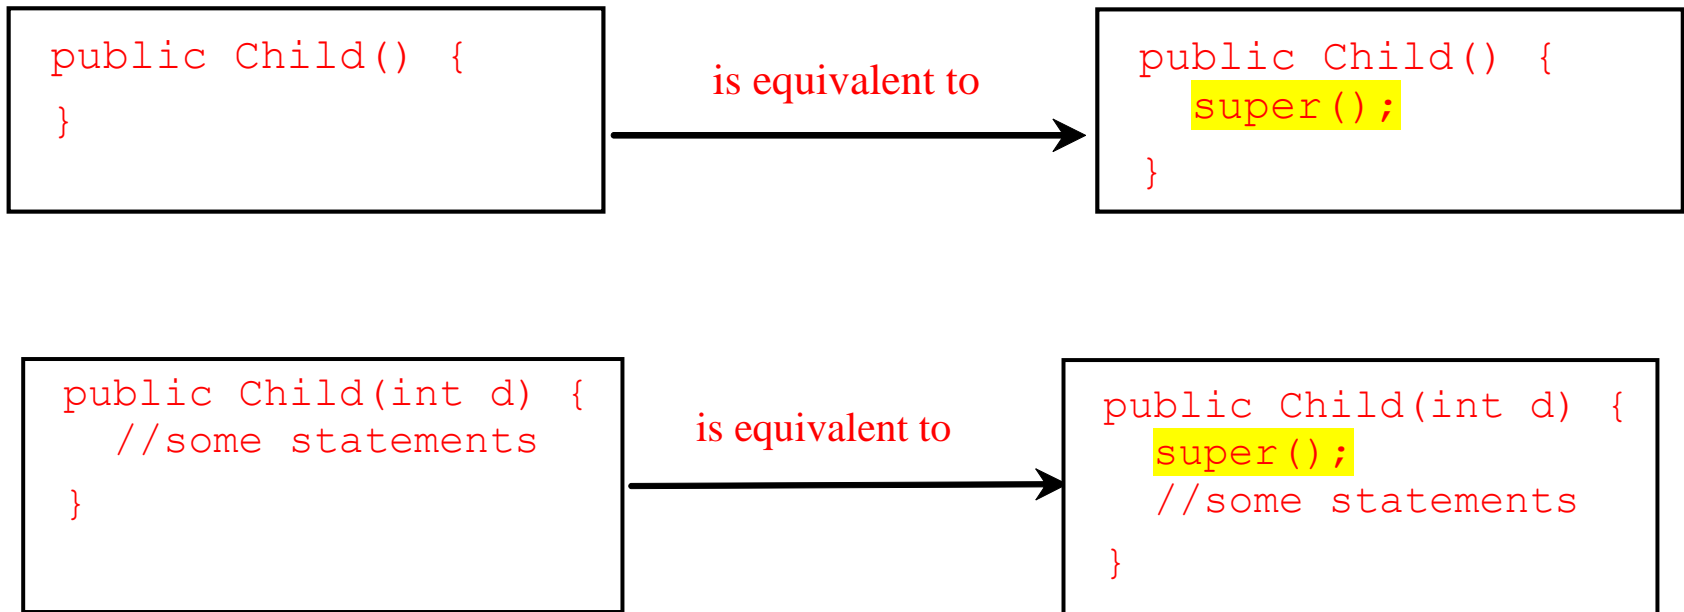 public Child() {
}
is equivalent to
public Child() {
super();
}
public Child(int d) {
//some statements
}
is equivalent to
public Child(int d) {
super();
//some statements
}